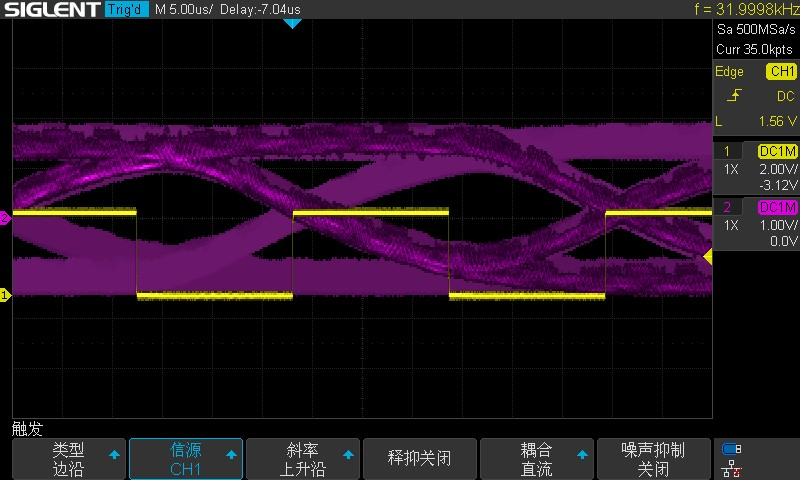 SIGLENT Trig'd M 5.00us/ Delay:-7.04us f = 31.9998kHz
Sa 500MSa/s
Curr 35.0kpts
Edge CH1
DC
L 1.56 V
1 DC1M
1X 2.00V/
-3.12V
2 DC1M
1X 1.00V/
0.0V
2
1
触发
类型
边沿
信源
CH1
斜率
上升沿
释抑关闭
耦合
直流
噪声抑制
关闭